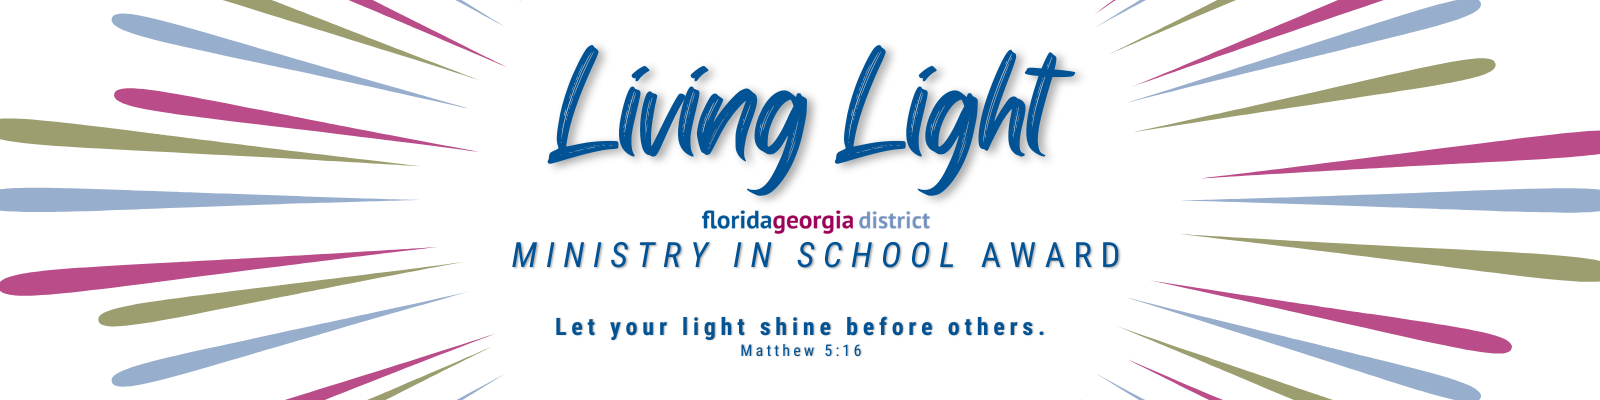 Living Light
floridageorgia district
MINISTRY IN SCHOOL AWARD
Let your light shine before others.
Matthew 5:16